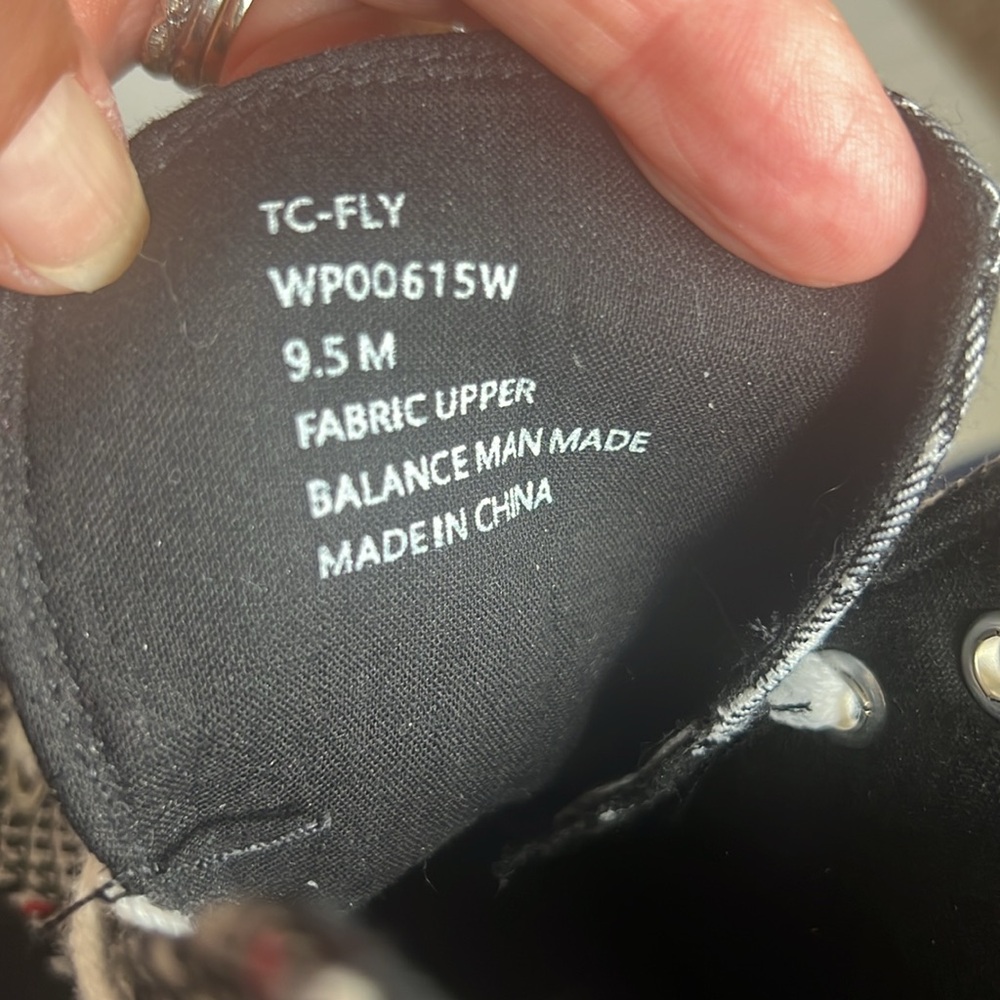 TC-FLY
WP00615W
9.5 M
FABRIC UPPER
BALANCE MAN MADE
MADE IN CHINA